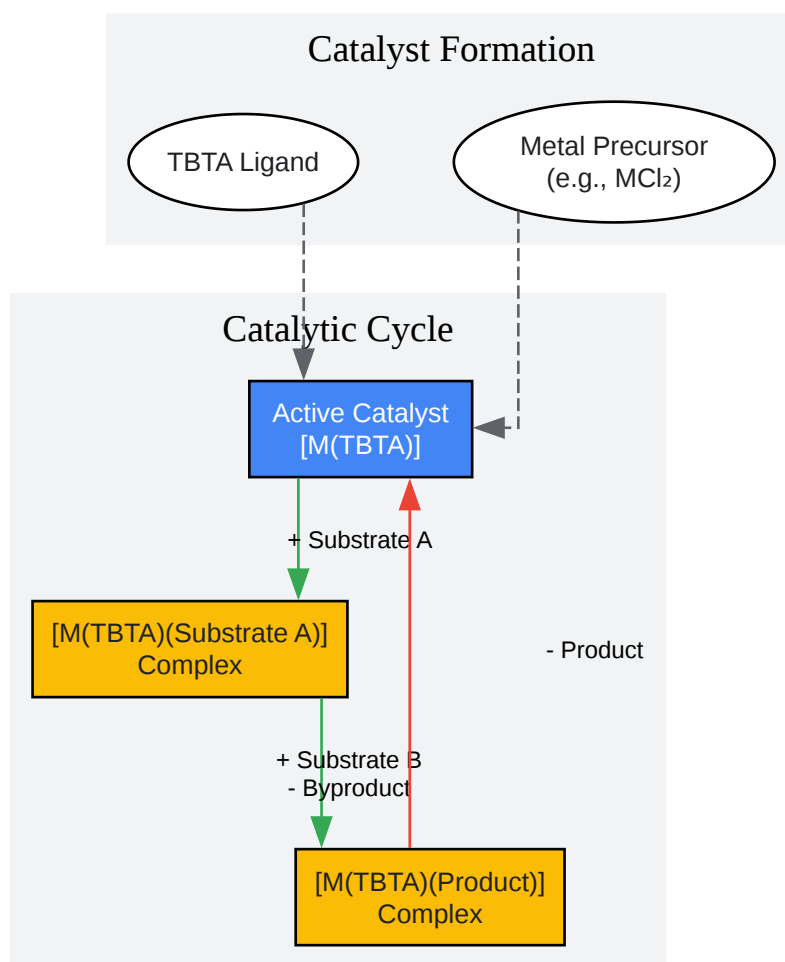 Catalyst Formation
TBTA Ligand
Metal Precursor
(e.g., MCl₂)
Catalytic Cycle
Active Catalyst
[M(TBTA)]
+ Substrate A
[M(TBTA)(Substrate A)]
Complex
- Product
+ Substrate B
- Byproduct
[M(TBTA)(Product)]
Complex